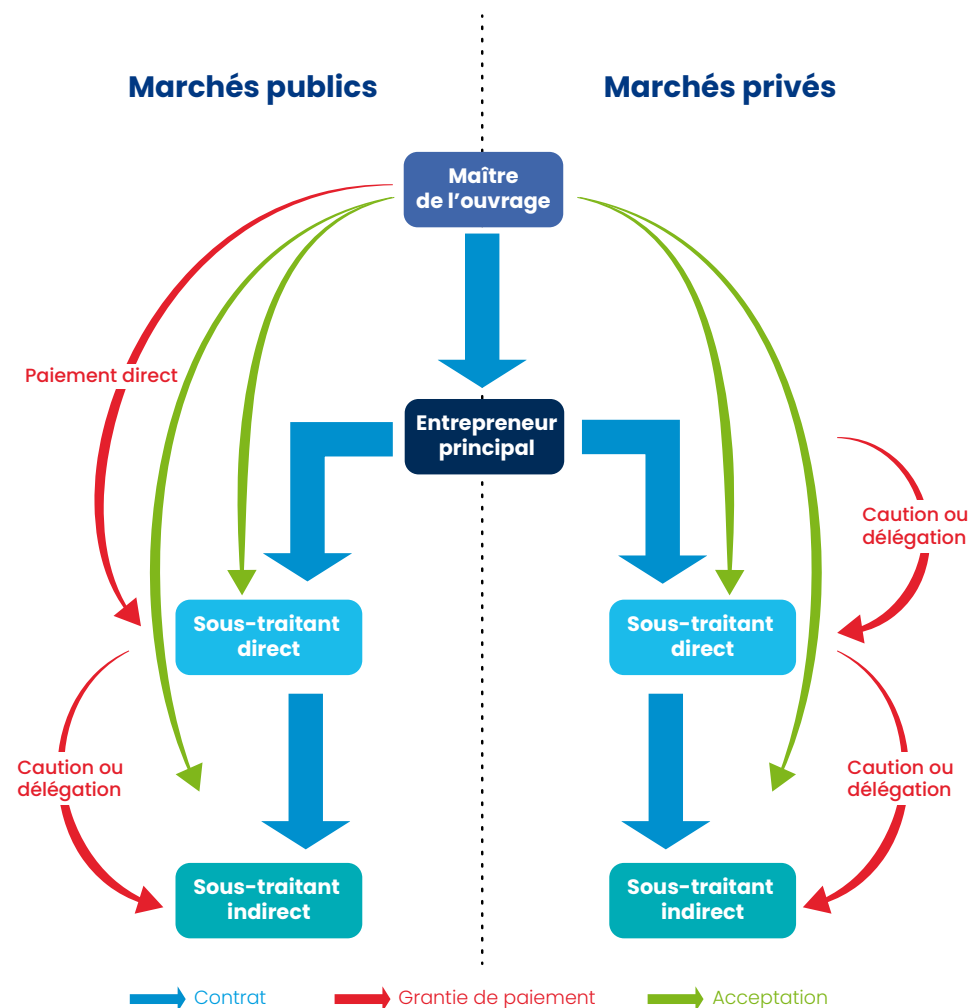 Marchés publics
Marchés privés
Maître
de l’ouvrage
Paiement direct
Entrepreneur
principal
Caution ou
délégation
Sous-traitant
direct
Sous-traitant
direct
Caution ou
délégation
Caution ou
délégation
Sous-traitant
indirect
Sous-traitant
indirect
Contrat
Grantie de paiement
Acceptation